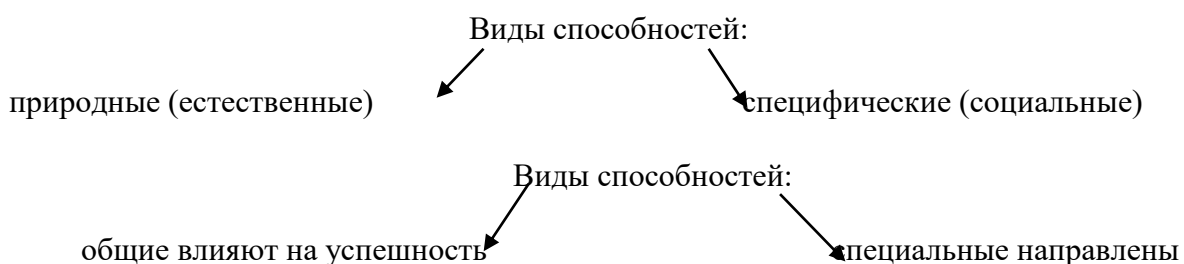 Виды способностей:
природные (естественные) специфические (социальные)
Виды способностей:
общие влияют на успешность специальные направлены